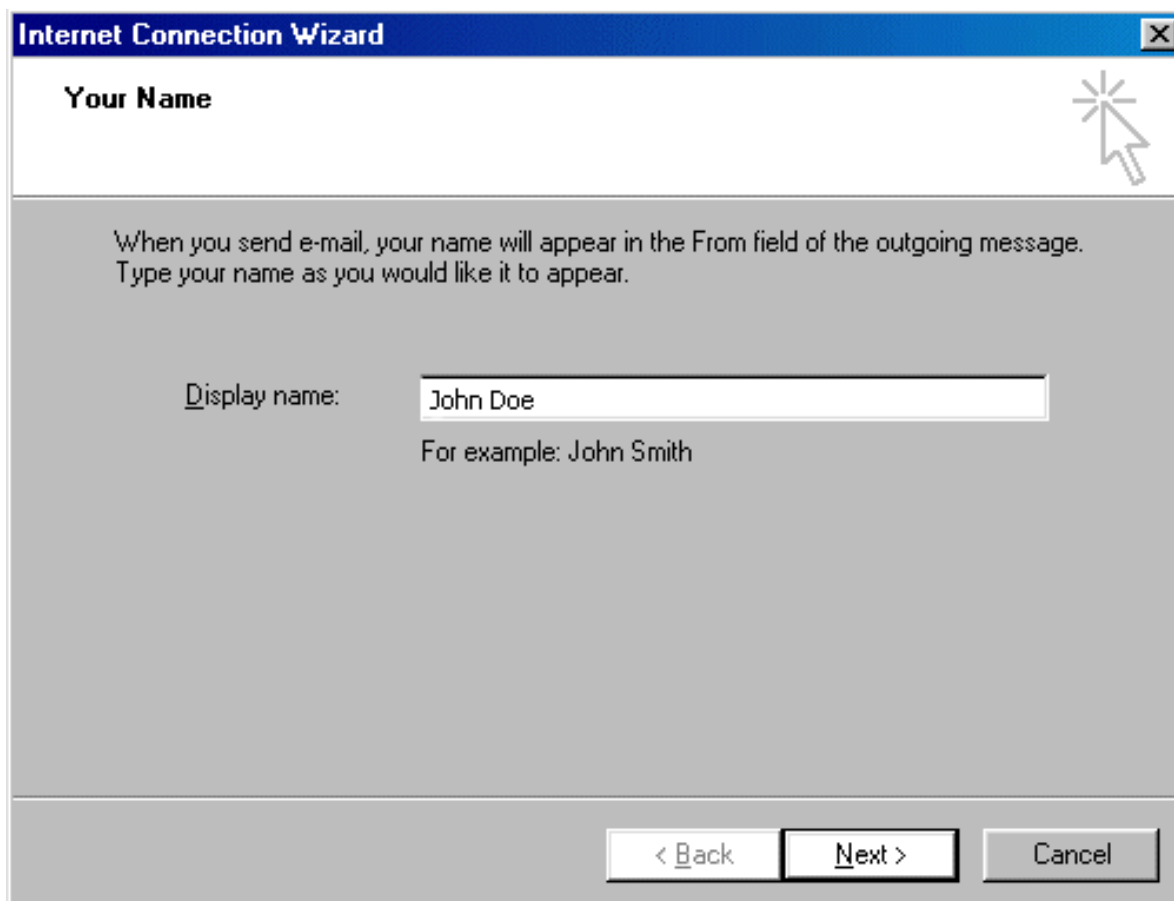 Internet Connection Wizard
Your Name
When you send e-mail, your name will appear in the From field of the outgoing message.
Type your name as you would like it to appear.
Display name:
John Doe
For example: John Smith
< Back
Next >
Cancel